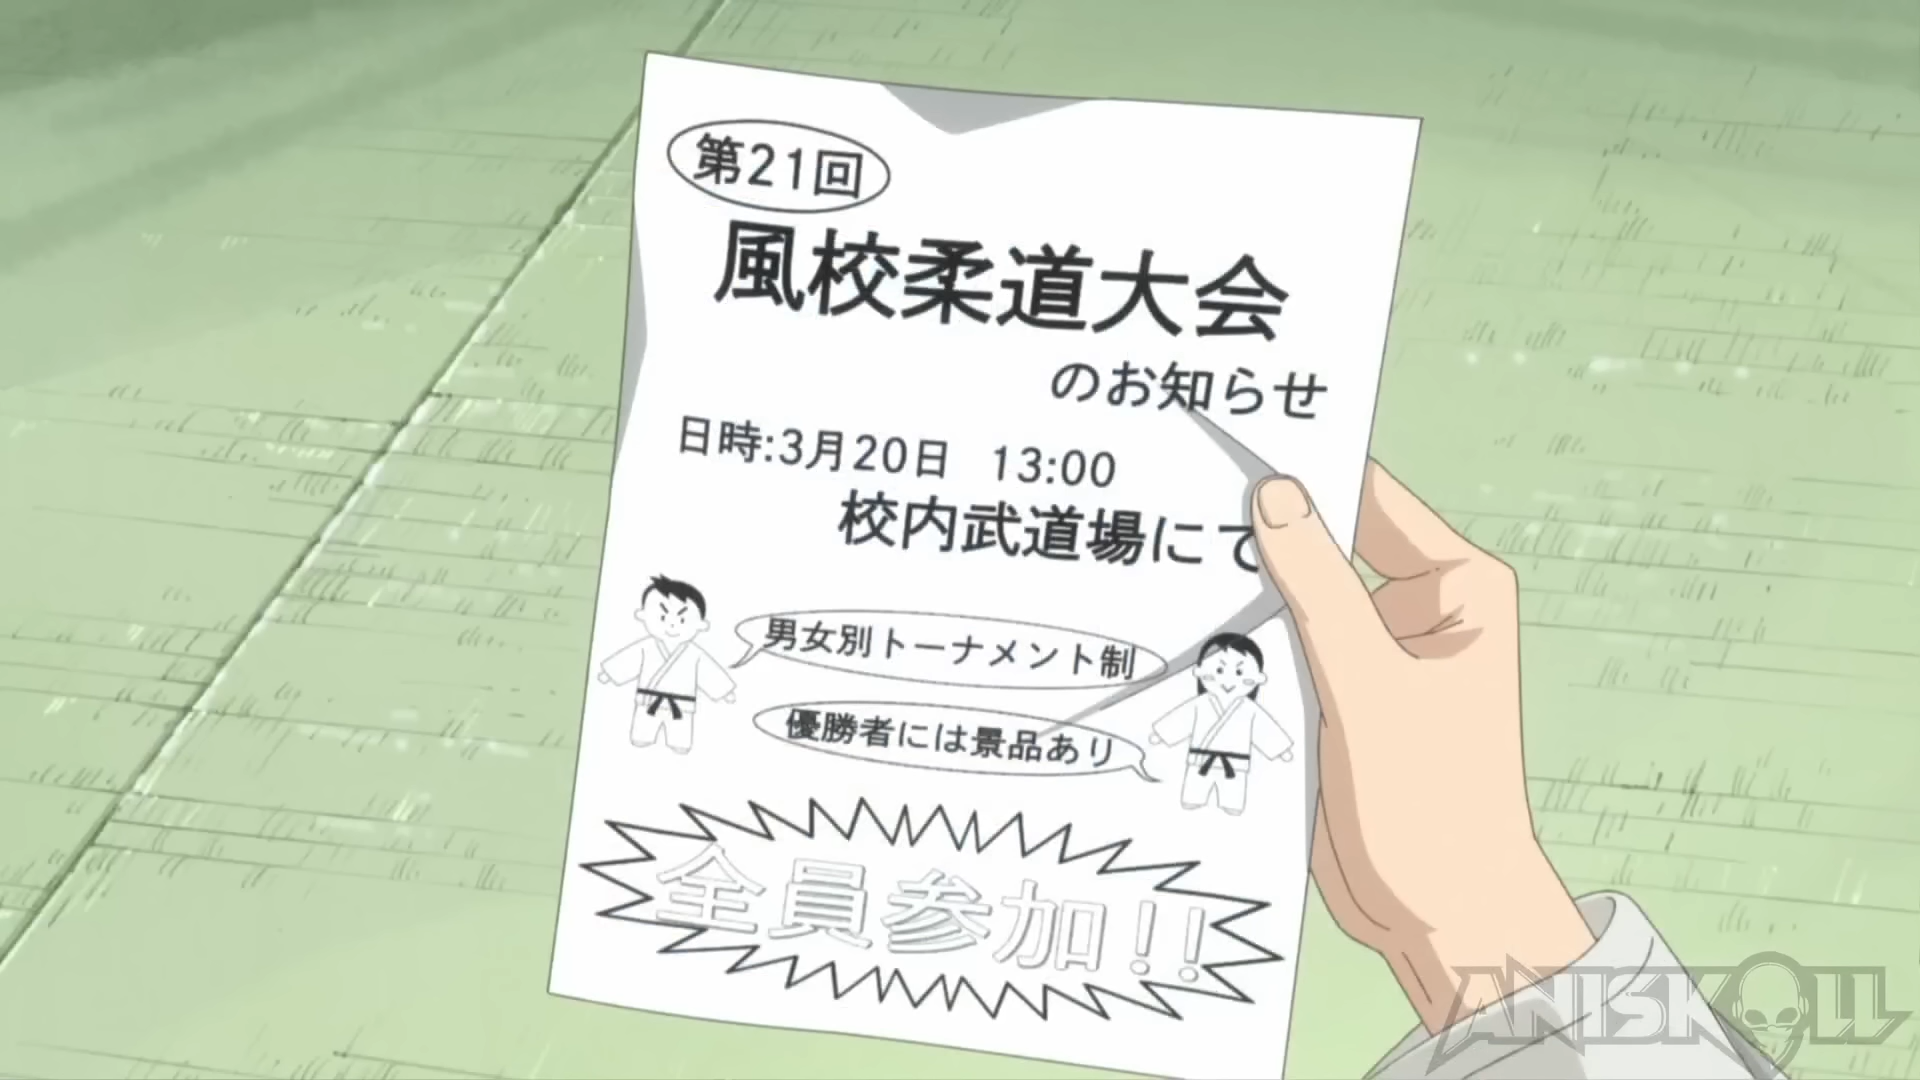 第21回
風校柔道大会
のお知らせ
日時:3月20日 13:00
校内武道場にて
男女別トーナメント制
優勝者には景品あり
全員参加!!
ANISKULL